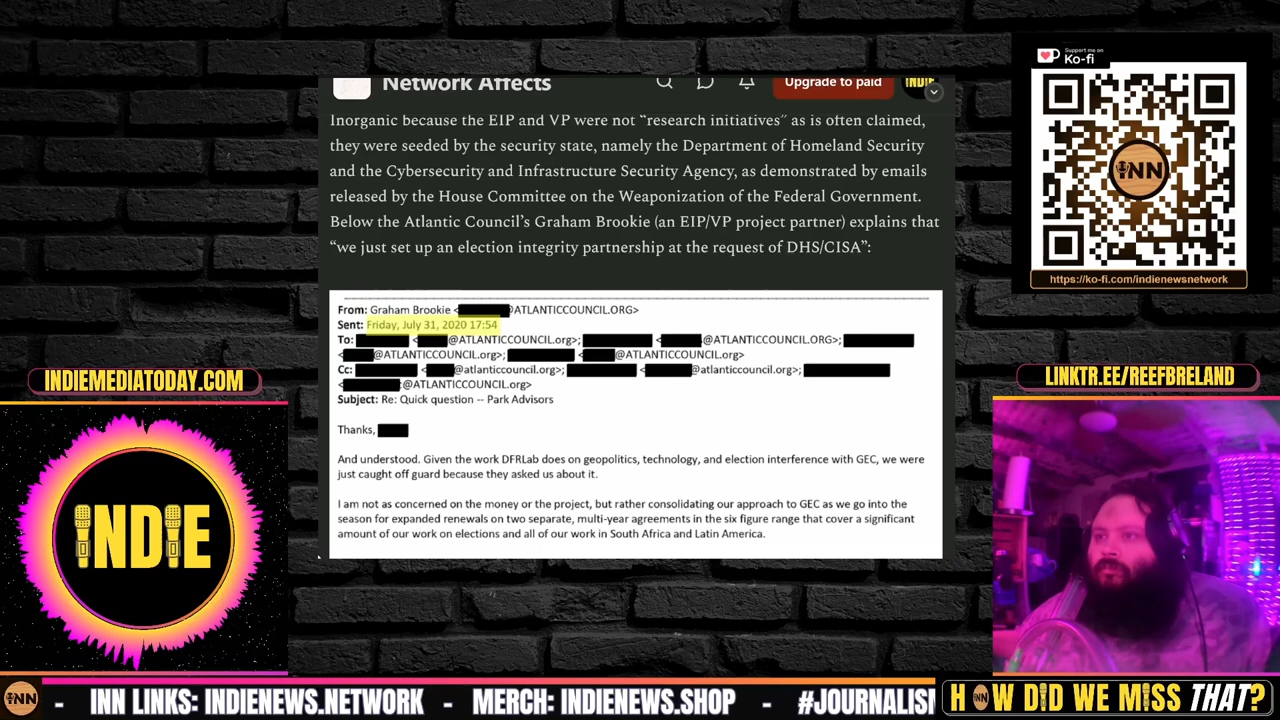 Network Affects
Upgrade to paid
INDIE
Inorganic because the EIP and VP were not “research initiatives” as is often claimed,
they were seeded by the security state, namely the Department of Homeland Security
and the Cybersecurity and Infrastructure Security Agency, as demonstrated by emails
released by the House Committee on the Weaponization of the Federal Government.
Below the Atlantic Council’s Graham Brookie (an EIP/VP project partner) explains that
“we just set up an election integrity partnership at the request of DHS/CISA”:
From: Graham Brookie < @ATLANTICCOUNCIL.ORG>
Sent: Friday, July 31, 2020 17:54
To: < @ATLANTICCOUNCIL.org>; < @ATLANTICCOUNCIL.ORG>;
< @ATLANTICCOUNCIL.org>; < @ATLANTICCOUNCIL.org>
Cc: < @atlanticcouncil.org>; < @atlanticcouncil.org>;
< @ATLANTICCOUNCIL.org>
Subject: Re: Quick question -- Park Advisors
Thanks,
And understood. Given the work DFRLab does on geopolitics, technology, and election interference with GEC, we were
just caught off guard because they asked us about it.
I am not as concerned on the money or the project, but rather consolidating our approach to GEC as we go into the
season for expanded renewals on two separate, multi-year agreements in the six figure range that cover a significant
amount of our work on elections and all of our work in South Africa and Latin America.
Support me on
Ko-fi
INN
https://ko-fi.com/indienewsnetwork
INDIEMEDIATODAY.COM
INDIE
LINKTR.EE/REEFBRELAND
INN - INN LINKS: INDIENEWS.NETWORK - MERCH: INDIENEWS.SHOP - #JOURNALISM
HOW DID WE MISS THAT?